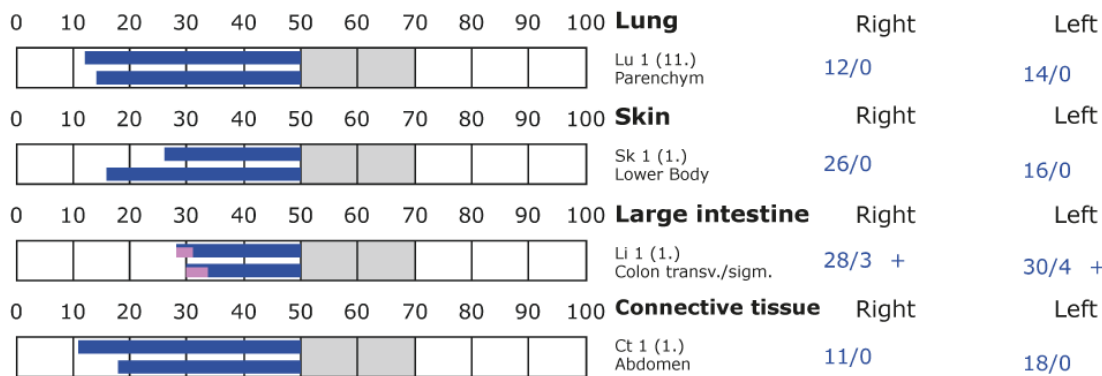 0 10 20 30 40 50 60 70 80 90 100 Lung Right Left
Lu 1 (11.) 12/0 14/0
Parenchym
0 10 20 30 40 50 60 70 80 90 100 Skin Right Left
Sk 1 (1.) 26/0 16/0
Lower Body
0 10 20 30 40 50 60 70 80 90 100 Large intestine Right Left
Li 1 (1.) 28/3 + 30/4 +
Colon transv./sigm.
0 10 20 30 40 50 60 70 80 90 100 Connective tissue Right Left
Ct 1 (1.) 11/0 18/0
Abdomen